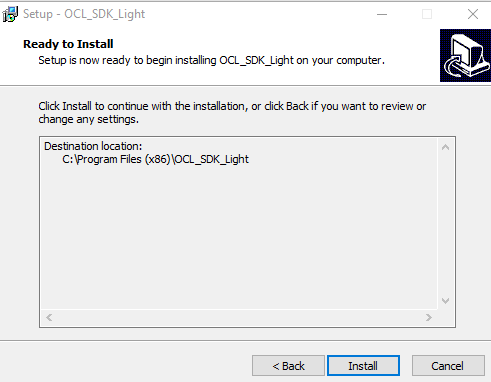 Setup - OCL_SDK_Light
Ready to Install
Setup is now ready to begin installing OCL_SDK_Light on your computer.
Click Install to continue with the installation, or click Back if you want to review or
change any settings.
Destination location:
C:\Program Files (x86)\OCL_SDK_Light
< Back
Install
Cancel